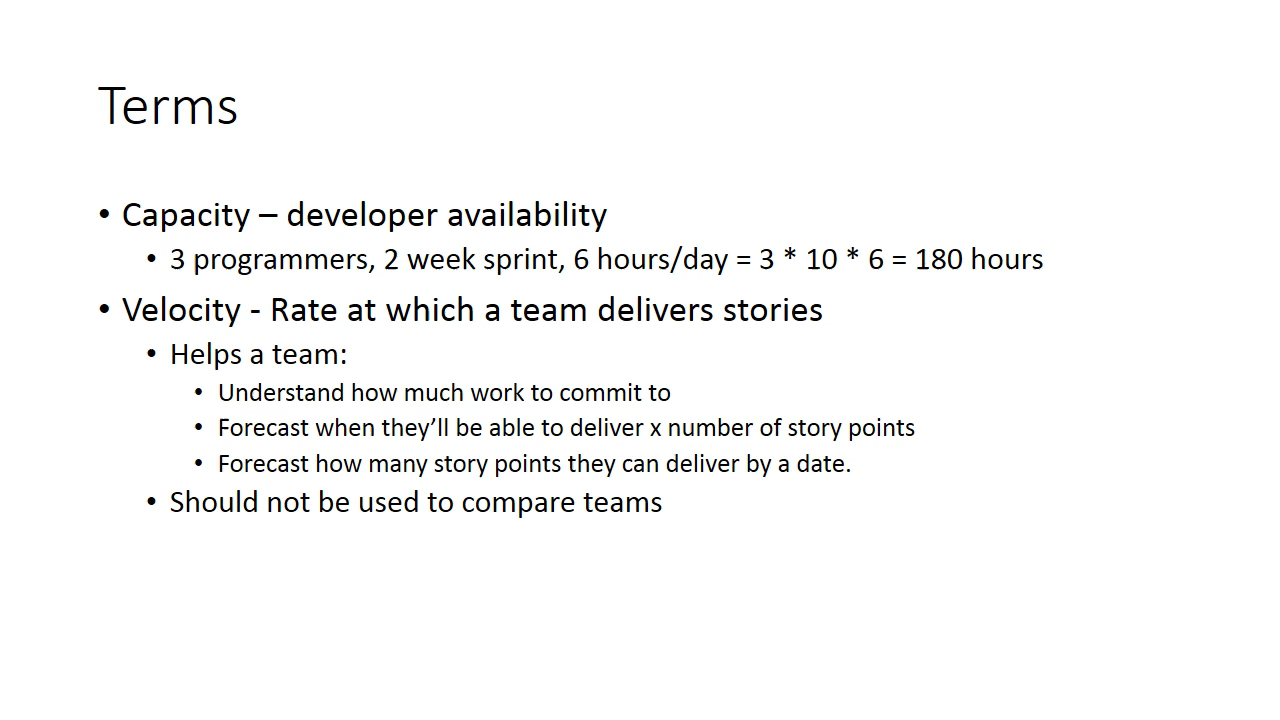 Terms
• Capacity – developer availability
• 3 programmers, 2 week sprint, 6 hours/day = 3 * 10 * 6 = 180 hours
• Velocity - Rate at which a team delivers stories
• Helps a team:
• Understand how much work to commit to
• Forecast when they’ll be able to deliver x number of story points
• Forecast how many story points they can deliver by a date.
• Should not be used to compare teams